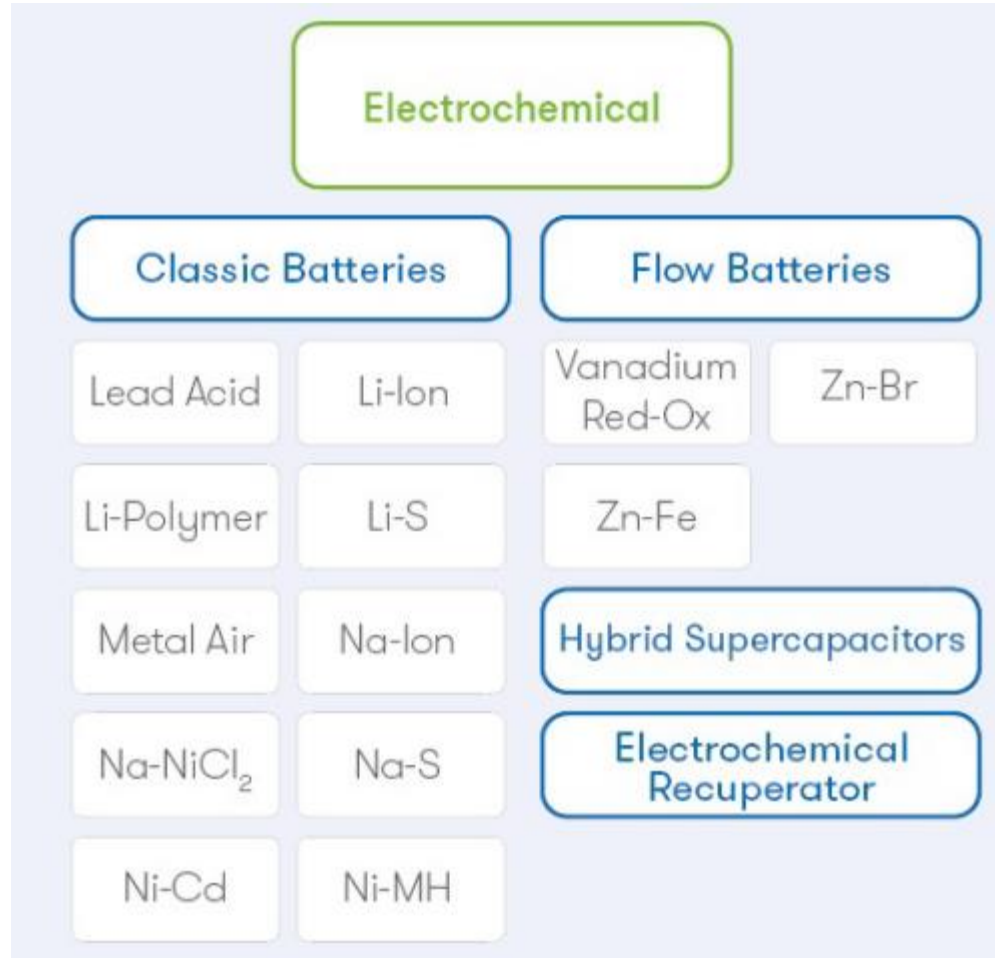 Electrochemical
Classic Batteries
Flow Batteries
Lead Acid
Li-Ion
Vanadium
Red-Ox
Zn-Br
Li-Polymer
Li-S
Zn-Fe
Metal Air
Na-Ion
Hybrid Supercapacitors
Na-NiCl₂
Na-S
Electrochemical
Recuperator
Ni-Cd
Ni-MH